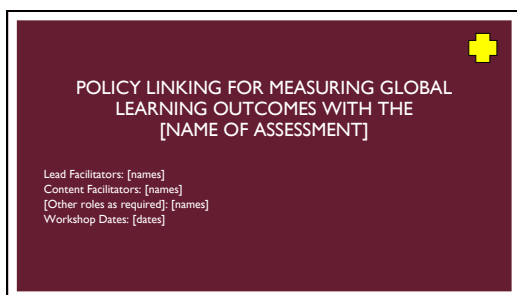 POLICY LINKING FOR MEASURING GLOBAL
LEARNING OUTCOMES WITH THE
[NAME OF ASSESSMENT]
Lead Facilitators: [names]
Content Facilitators: [names]
[Other roles as required]: [names]
Workshop Dates: [dates]